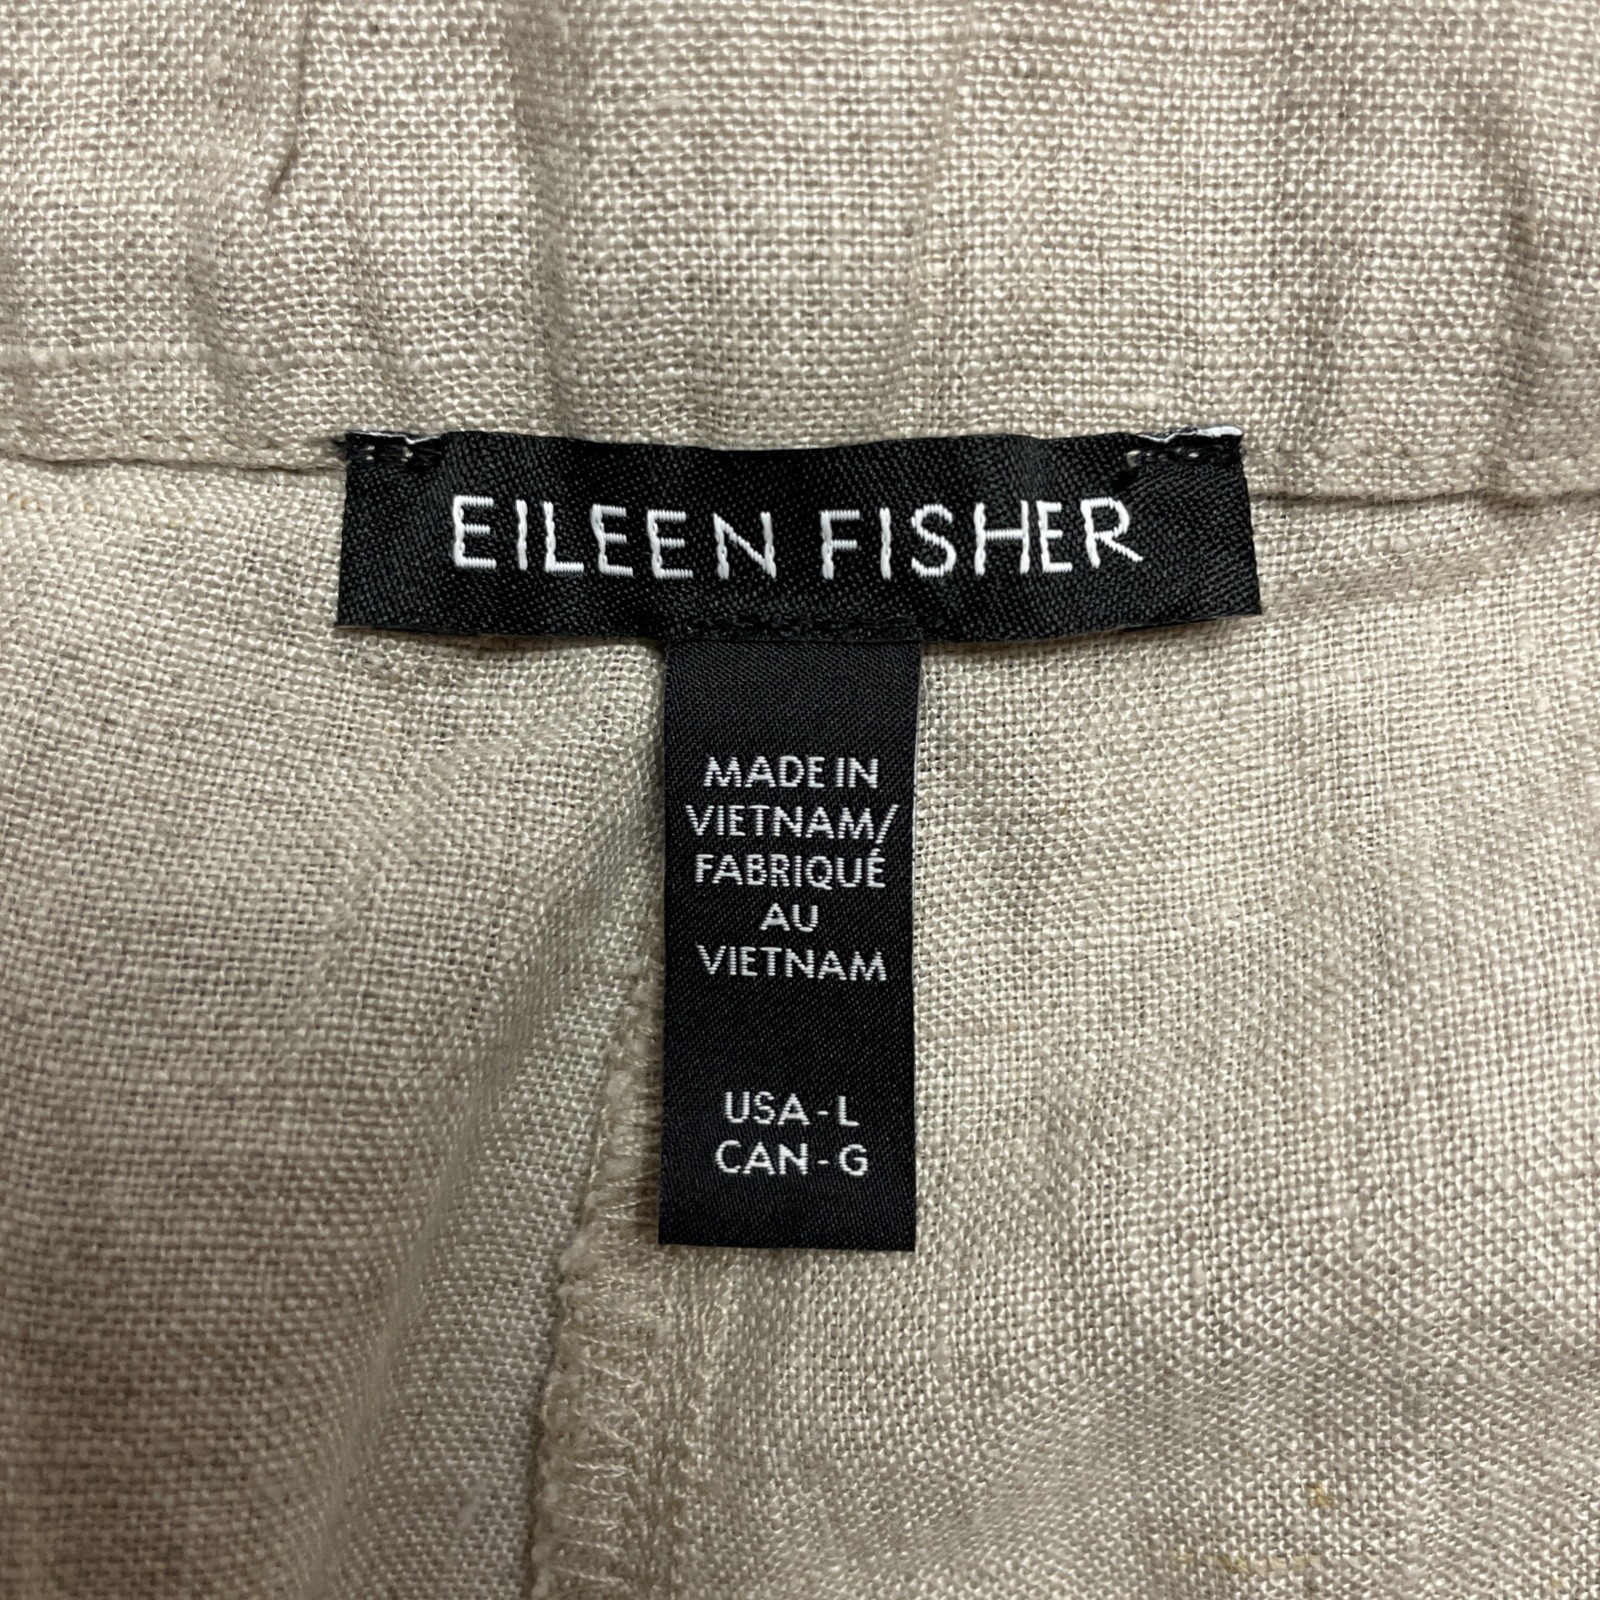 EILEEN FISHER
MADE IN
VIETNAM/
FABRIQUÉ
AU
VIETNAM
USA - L
CAN - G